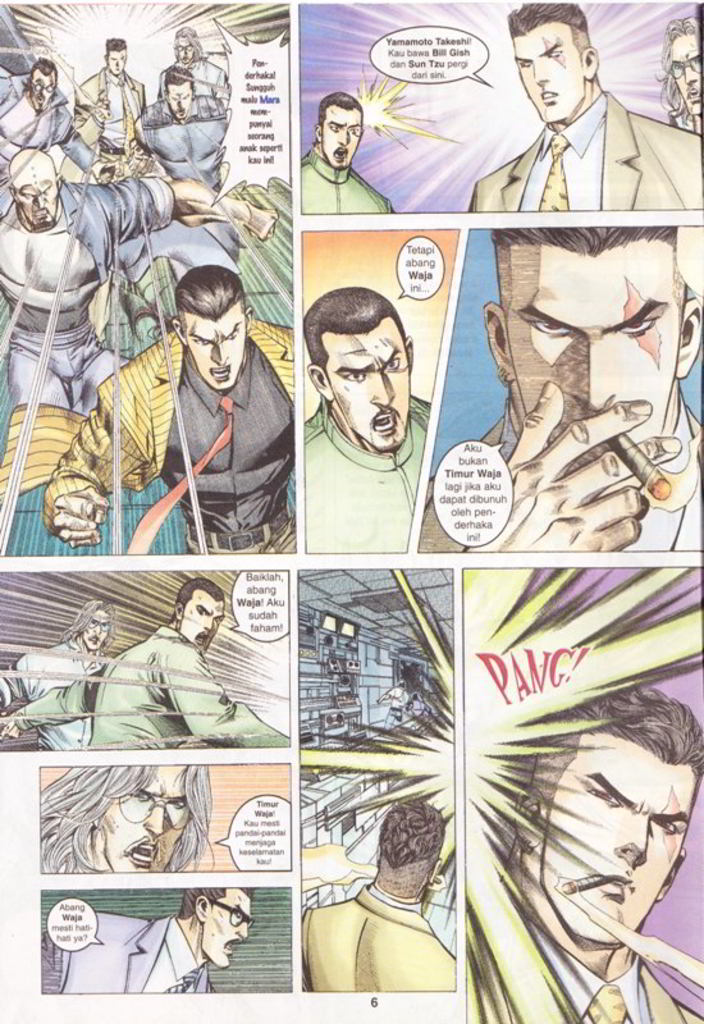 Pen-
derhaka!
Sungguh
malu Mara
mem-
punyai
seorang
anak seperti
kau ini!
Yamamoto Takeshi!
Kau bawa Bill Gish
dan Sun Tzu pergi
dari sini.
Tetapi
abang
Waja
ini...
Aku
bukan
Timur Waja
lagi jika aku
dapat dibunuh
oleh pen-
derhaka
ini!
Baiklah,
abang
Waja! Aku
sudah
faham!
Timur
Waja!
Kau mesti
pandai-pandai
menjaga
keselamatan
kau!
Abang
Waja
mesti hati-
hati ya?
PANG!
6